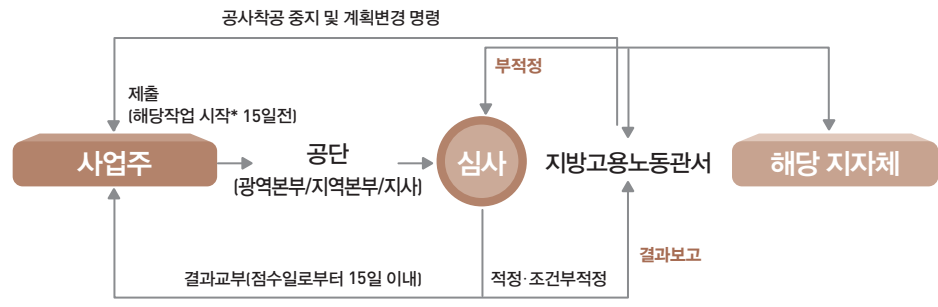 공사착공 중지 및 계획변경 명령
부적정
제출
(해당작업 시작* 15일전)
사업주
공단
(광역본부/지역본부/지사)
심사
지방고용노동관서
해당 지자체
결과보고
결과교부(점수일로부터 15일 이내)
적정·조건부적정